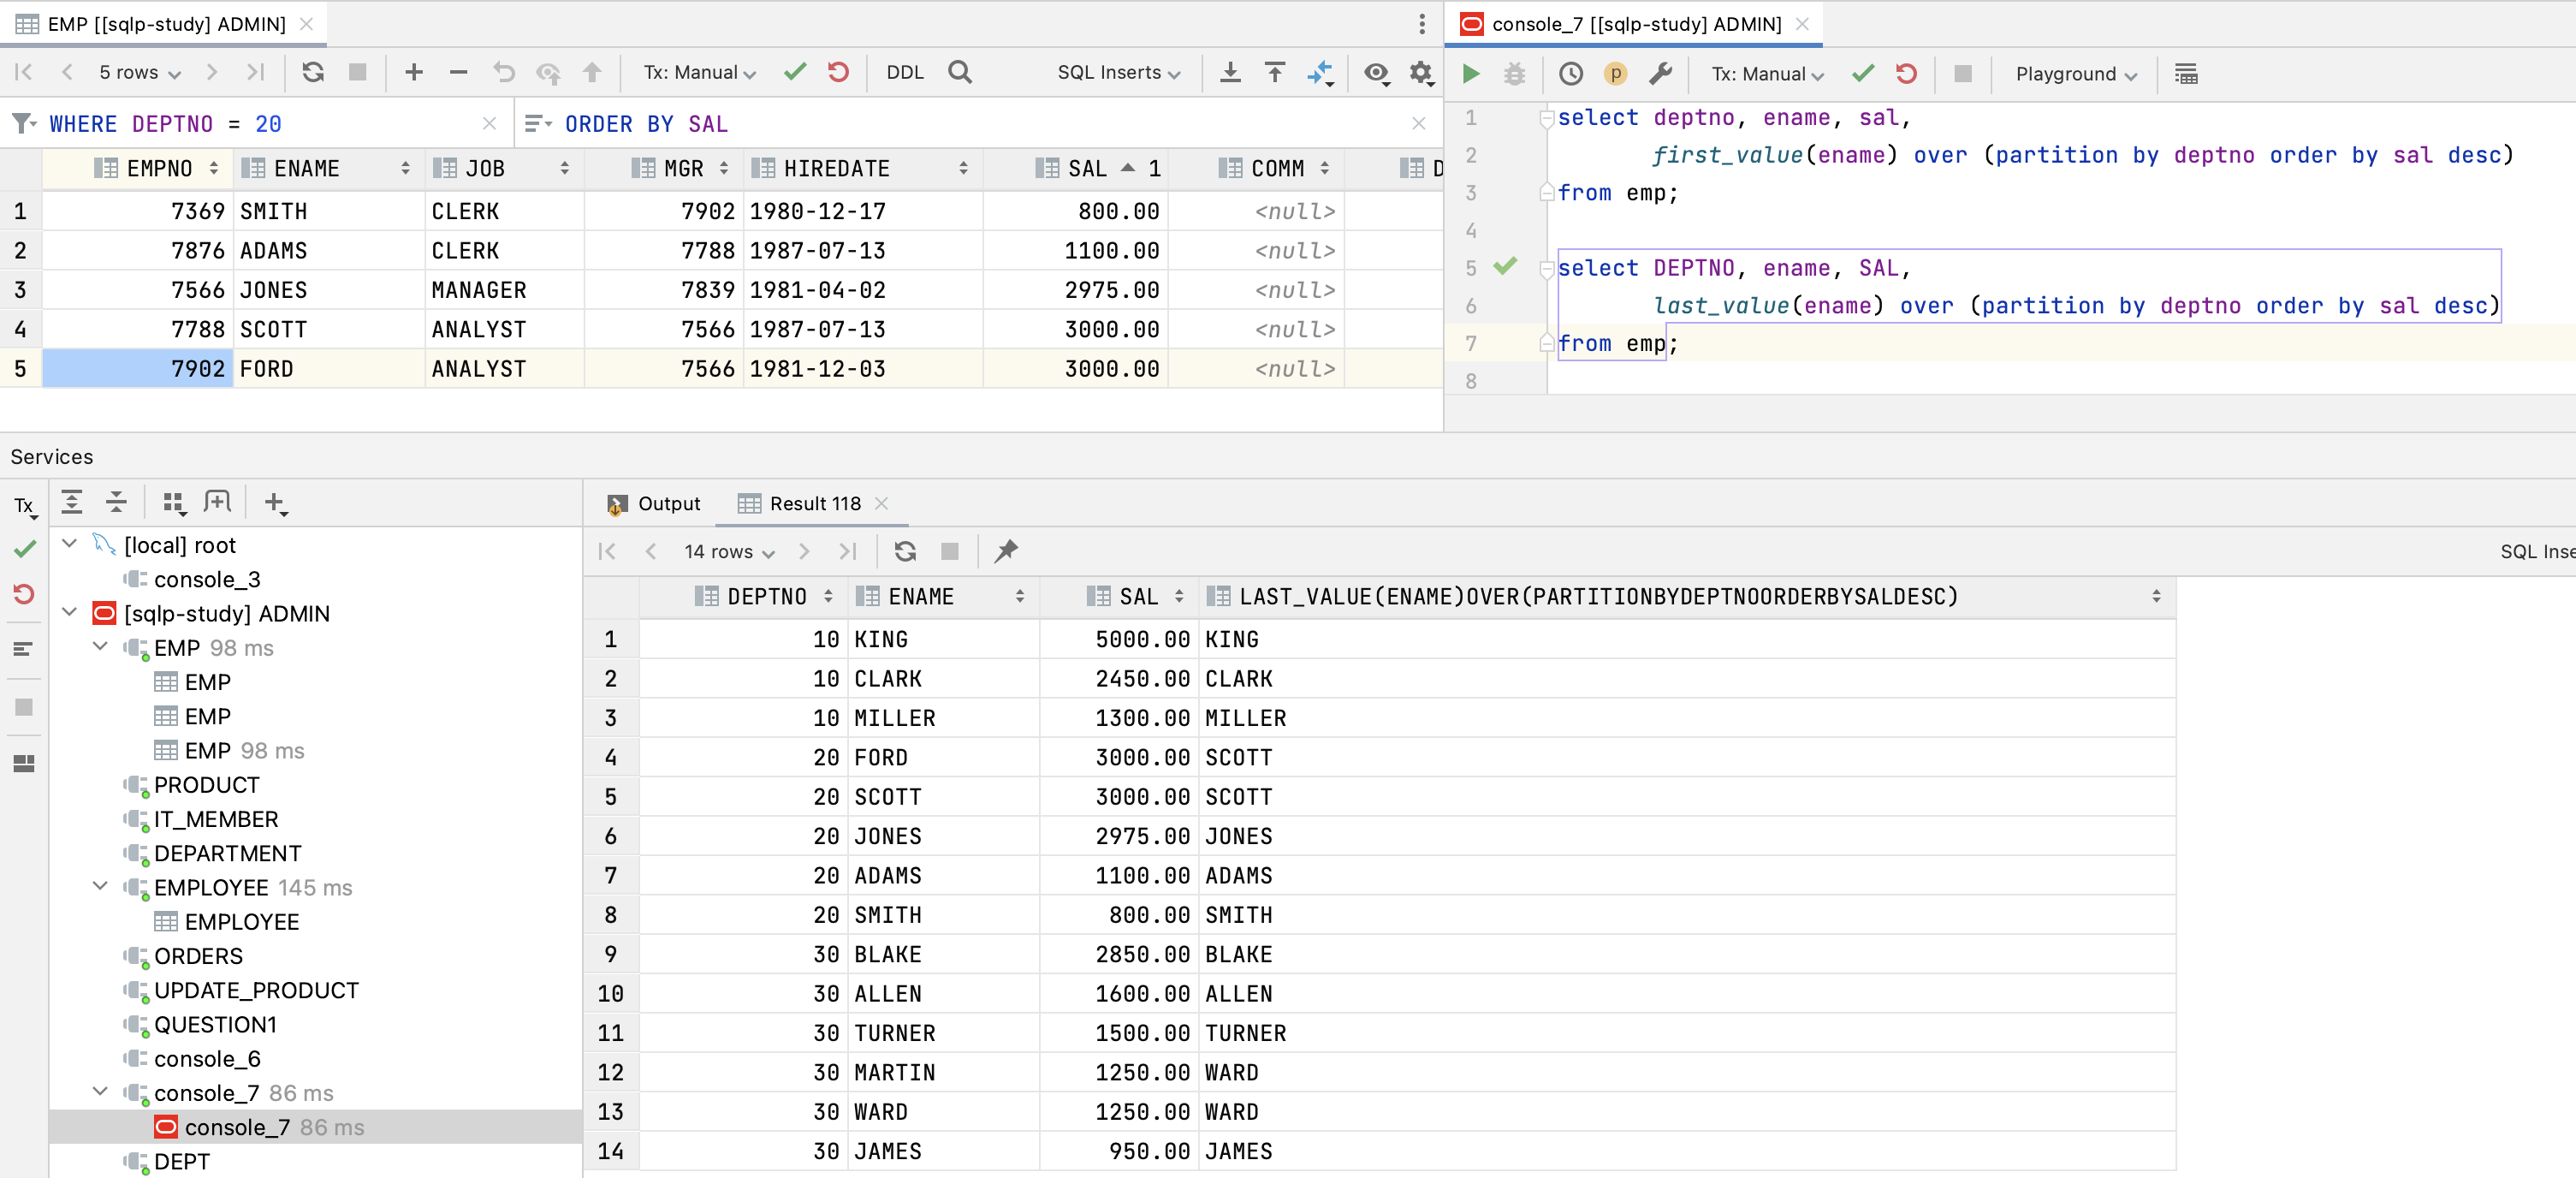 EMP [[sqlp-study] ADMIN]
5 rows
Tx: Manual
DDL
SQL Inserts
WHERE DEPTNO = 20
ORDER BY SAL
EMPNO ENAME JOB MGR HIREDATE SAL 1 COMM D
1 7369 SMITH CLERK 7902 1980-12-17 800.00 <null>
2 7876 ADAMS CLERK 7788 1987-07-13 1100.00 <null>
3 7566 JONES MANAGER 7839 1981-04-02 2975.00 <null>
4 7788 SCOTT ANALYST 7566 1987-07-13 3000.00 <null>
5 7902 FORD ANALYST 7566 1981-12-03 3000.00 <null>
console_7 [[sqlp-study] ADMIN]
p
Tx: Manual
Playground
1 select deptno, ename, sal,
2 first_value(ename) over (partition by deptno order by sal desc)
3 from emp;
4
5 select DEPTNO, ename, SAL,
6 last_value(ename) over (partition by deptno order by sal desc)
7 from emp;
8
Services
Tx
[local] root
console_3
[sqlp-study] ADMIN
EMP 98 ms
EMP
EMP
EMP 98 ms
PRODUCT
IT_MEMBER
DEPARTMENT
EMPLOYEE 145 ms
EMPLOYEE
ORDERS
UPDATE_PRODUCT
QUESTION1
console_6
console_7 86 ms
console_7 86 ms
DEPT
Output
Result 118
14 rows
SQL Inse
DEPTNO ENAME SAL LAST_VALUE(ENAME)OVER(PARTITIONBYDEPTNOORDERBYSALDESC)
1 10 KING 5000.00 KING
2 10 CLARK 2450.00 CLARK
3 10 MILLER 1300.00 MILLER
4 20 FORD 3000.00 SCOTT
5 20 SCOTT 3000.00 SCOTT
6 20 JONES 2975.00 JONES
7 20 ADAMS 1100.00 ADAMS
8 20 SMITH 800.00 SMITH
9 30 BLAKE 2850.00 BLAKE
10 30 ALLEN 1600.00 ALLEN
11 30 TURNER 1500.00 TURNER
12 30 MARTIN 1250.00 WARD
13 30 WARD 1250.00 WARD
14 30 JAMES 950.00 JAMES